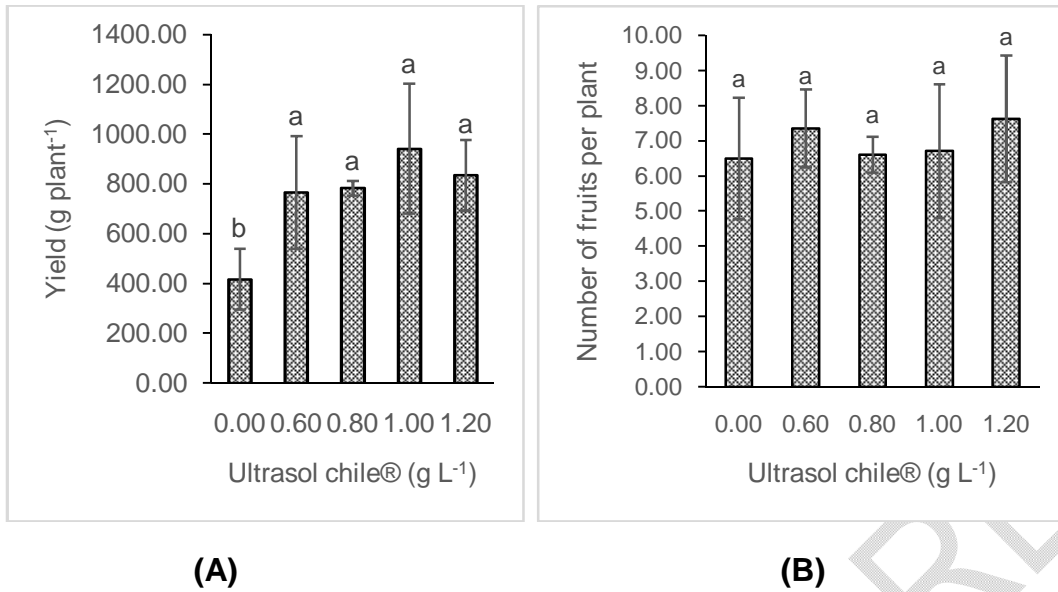 1400.00
1200.00
1000.00
800.00
600.00
400.00
200.00
0.00
Yield (g plant-1)
b
a
a
a
a
0.00 0.60 0.80 1.00 1.20
Ultrasol chile® (g L-1)
(A)
10.00
9.00
8.00
7.00
6.00
5.00
4.00
3.00
2.00
1.00
0.00
Number of fruits per plant
a
a
a
a
a
0.00 0.60 0.80 1.00 1.20
Ultrasol chile® (g L-1)
(B)